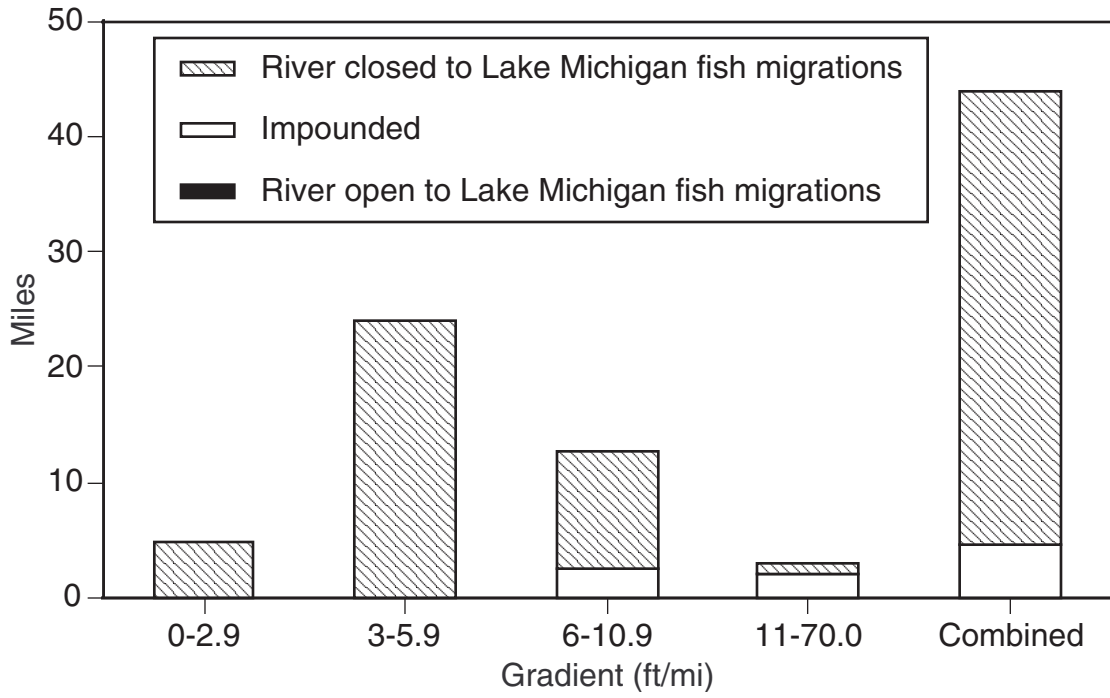 50
River closed to Lake Michigan fish migrations
Impounded
River open to Lake Michigan fish migrations
40
30
20
10
0
Miles
0-2.9 3-5.9 6-10.9 11-70.0 Combined
Gradient (ft/mi)